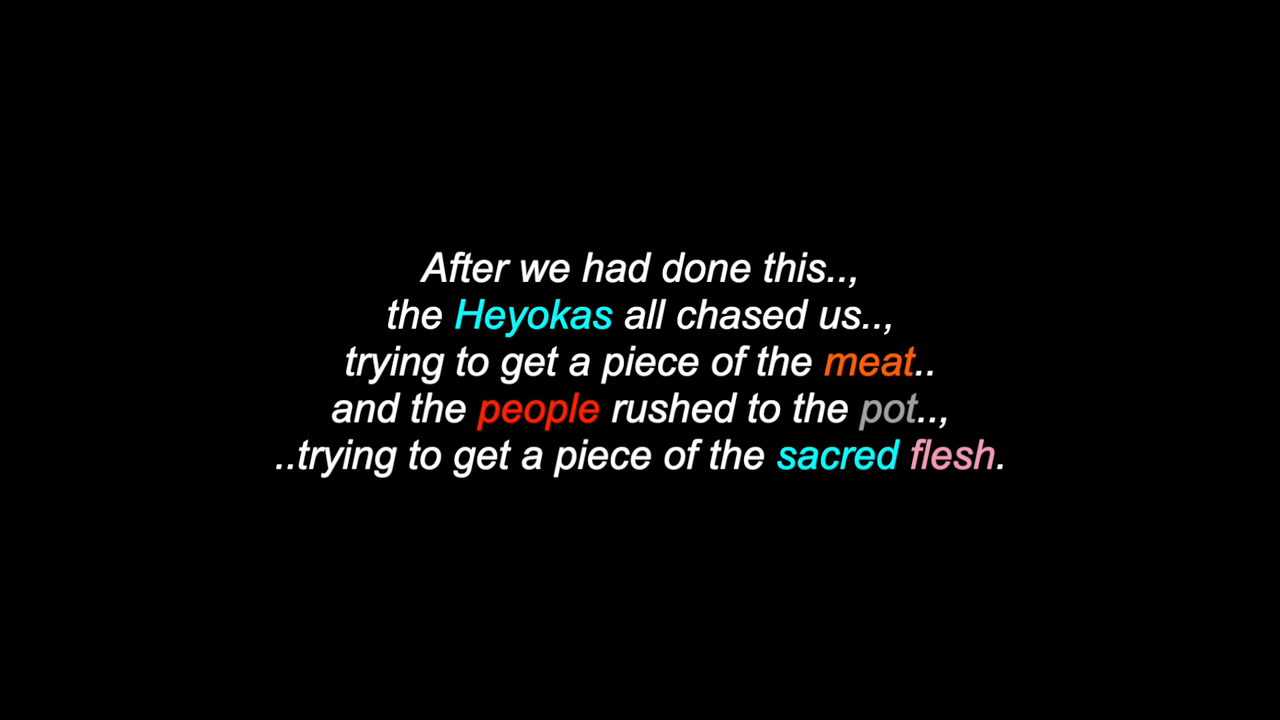 After we had done this..,
the Heyokas all chased us..,
trying to get a piece of the meat..
and the people rushed to the pot..,
..trying to get a piece of the sacred flesh.